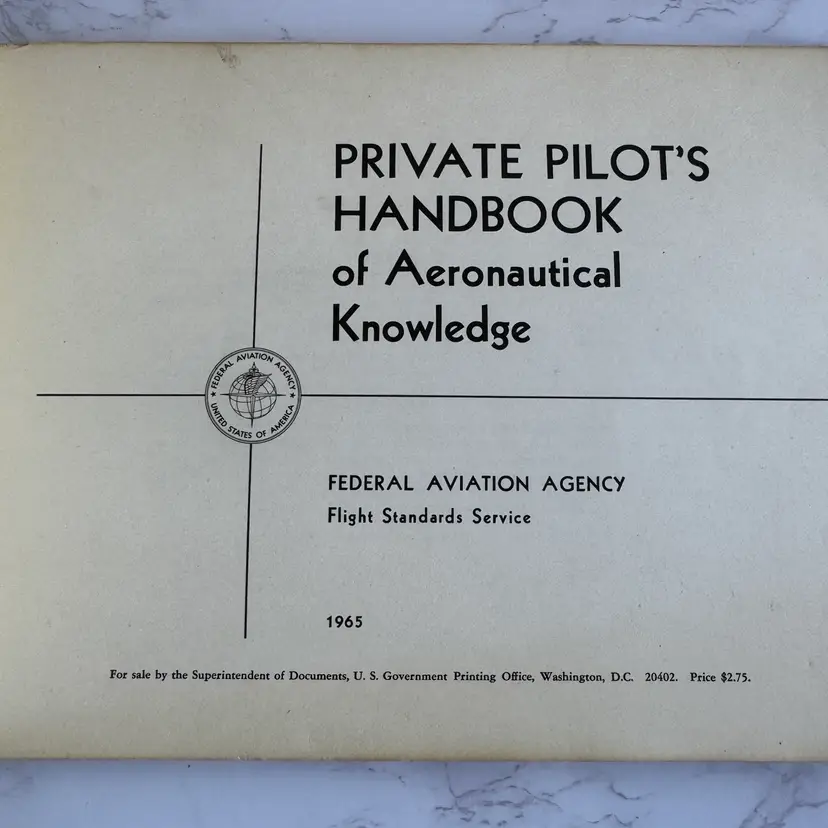 PRIVATE PILOT'S
HANDBOOK
of Aeronautical
Knowledge
FEDERAL AVIATION AGENCY
UNITED STATES OF AMERICA
FEDERAL AVIATION AGENCY
Flight Standards Service
1965
For sale by the Superintendent of Documents, U. S. Government Printing Office, Washington, D.C. 20402. Price $2.75.